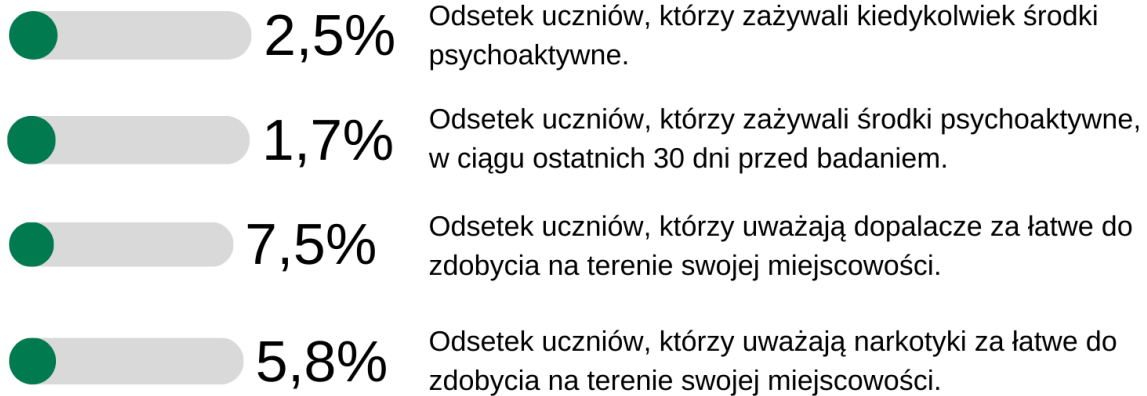 2,5%
Odsetek uczniów, którzy zażywali kiedykolwiek środki
psychoaktywne.
1,7%
Odsetek uczniów, którzy zażywali środki psychoaktywne,
w ciągu ostatnich 30 dni przed badaniem.
7,5%
Odsetek uczniów, którzy uważają dopalacze za łatwe do
zdobycia na terenie swojej miejscowości.
5,8%
Odsetek uczniów, którzy uważają narkotyki za łatwe do
zdobycia na terenie swojej miejscowości.